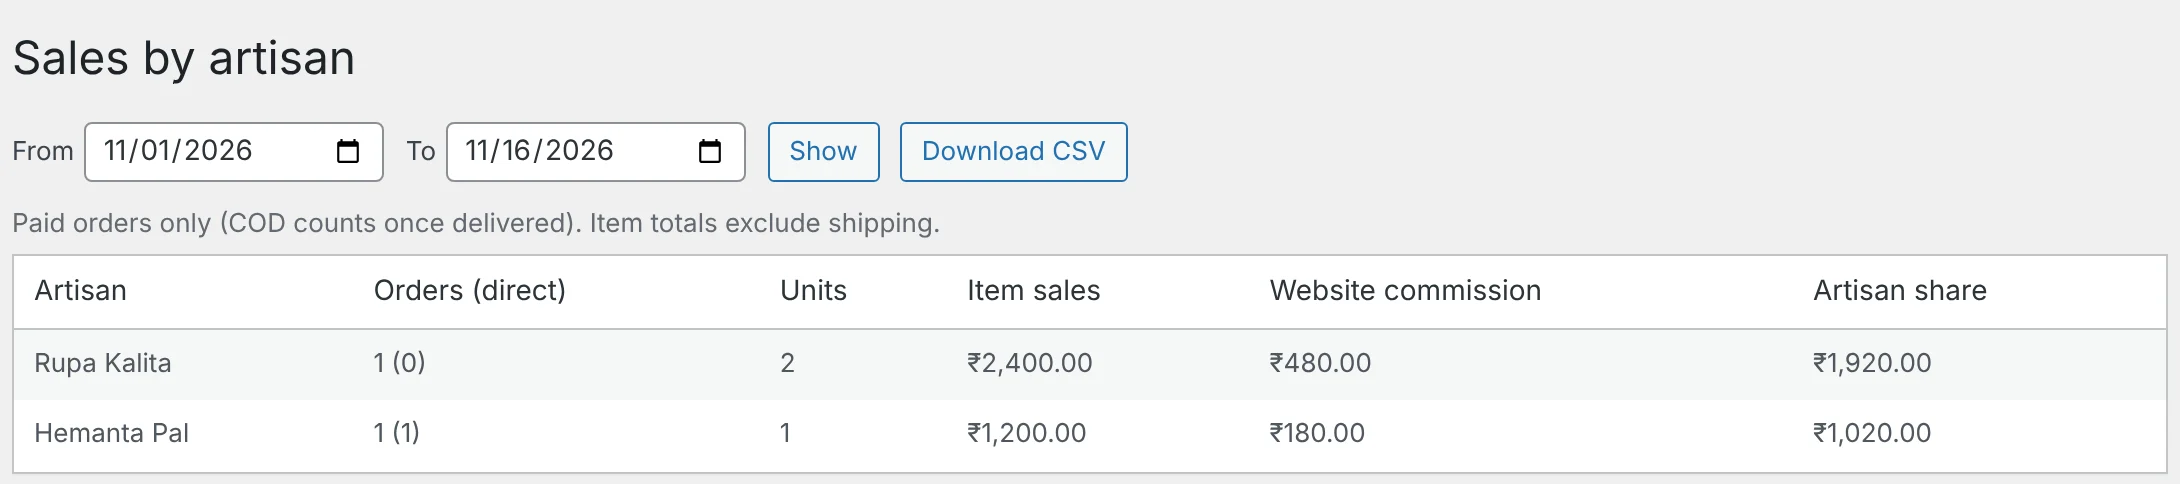 Sales by artisan
From 11/01/2026 To 11/16/2026 Show Download CSV
Paid orders only (COD counts once delivered). Item totals exclude shipping.
Artisan Orders (direct) Units Item sales Website commission Artisan share
Rupa Kalita 1 (0) 2 ₹2,400.00 ₹480.00 ₹1,920.00
Hemanta Pal 1 (1) 1 ₹1,200.00 ₹180.00 ₹1,020.00